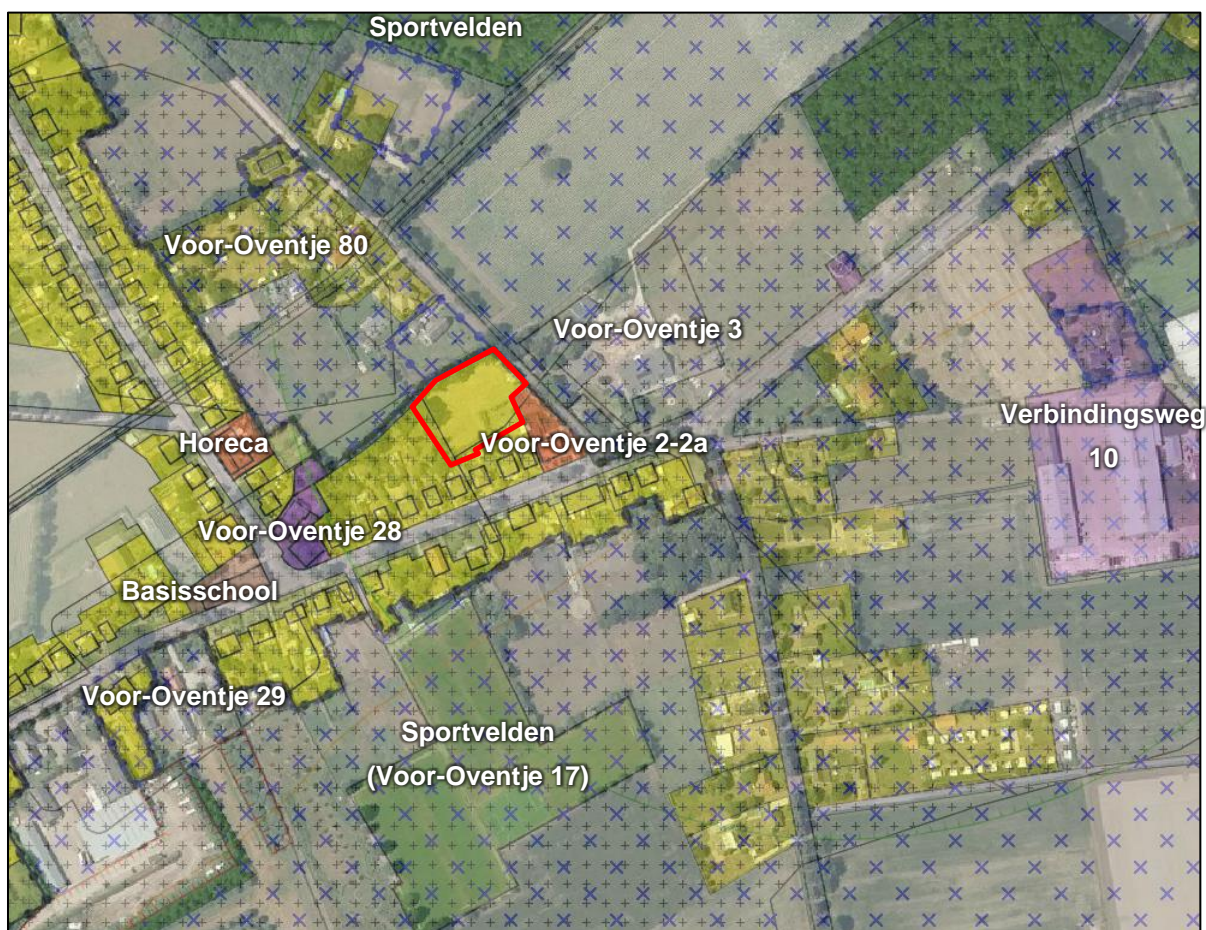 Sportvelden
Voor-Oventje 80
Voor-Oventje 3
Horeca
Voor-Oventje 2-2a
Verbindingsweg
10
Voor-Oventje 28
Basisschool
Voor-Oventje 29
Sportvelden
(Voor-Oventje 17)